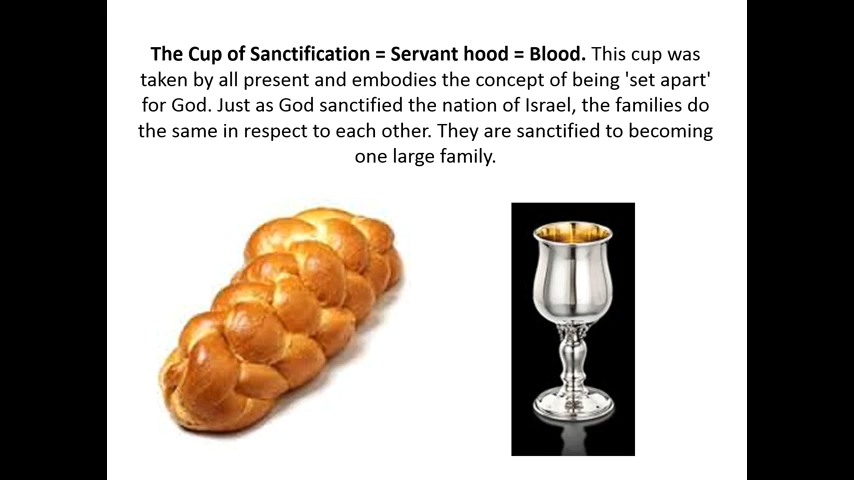 The Cup of Sanctification = Servant hood = Blood. This cup was
taken by all present and embodies the concept of being 'set apart'
for God. Just as God sanctified the nation of Israel, the families do
the same in respect to each other. They are sanctified to becoming
one large family.